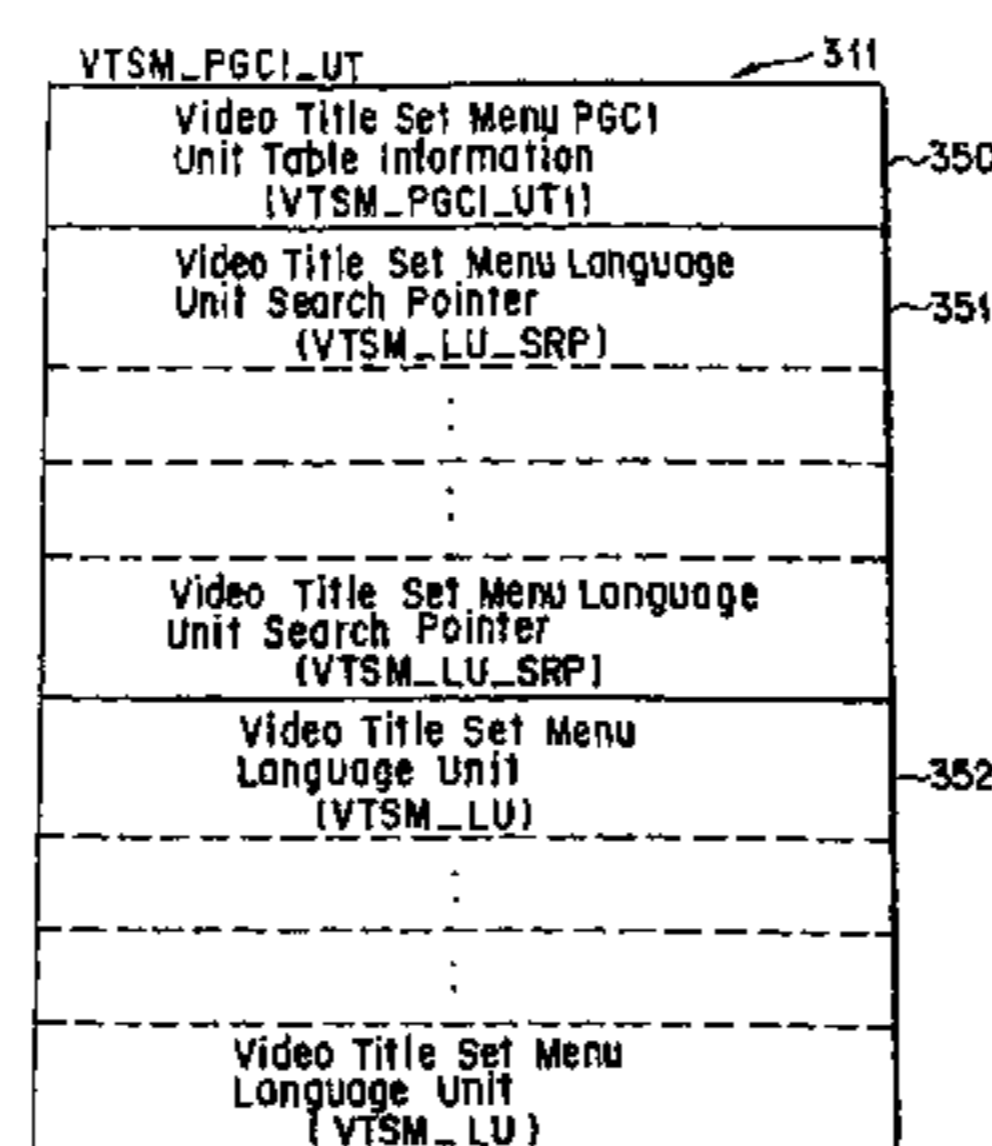 VTSM_PGCI_UT
311
Video Title Set Menu PGCI
Unit Table Information
(VTSM_PGCI_UTI)
350
Video Title Set Menu Language
Unit Search Pointer
(VTSM_LU_SRP)
351
Video Title Set Menu Language
Unit Search Pointer
(VTSM_LU_SRP)
Video Title Set Menu
Language Unit
(VTSM_LU)
352
Video Title Set Menu
Language Unit
(VTSM_LU)